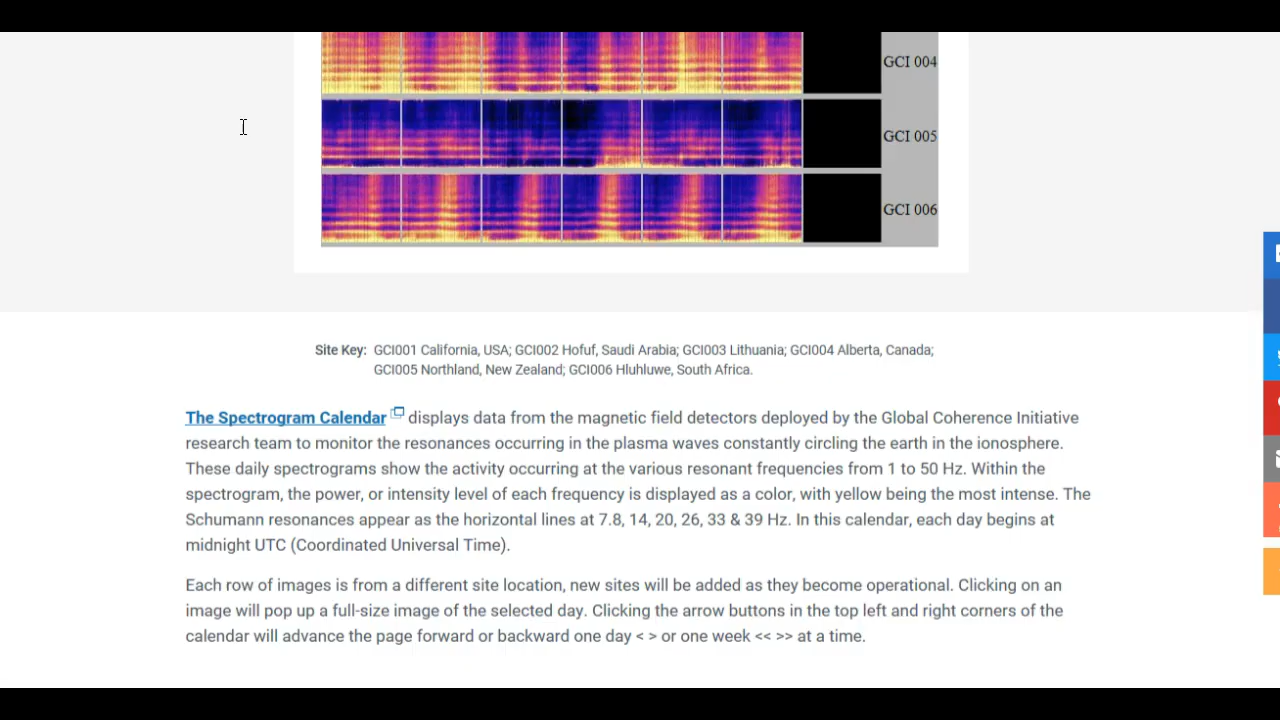 GCI 004
GCI 005
GCI 006
Site Key: GCI001 California, USA; GCI002 Hofuf, Saudi Arabia; GCI003 Lithuania; GCI004 Alberta, Canada;
GCI005 Northland, New Zealand; GCI006 Hluhluwe, South Africa.
The Spectrogram Calendar displays data from the magnetic field detectors deployed by the Global Coherence Initiative
research team to monitor the resonances occurring in the plasma waves constantly circling the earth in the ionosphere.
These daily spectrograms show the activity occurring at the various resonant frequencies from 1 to 50 Hz. Within the
spectrogram, the power, or intensity level of each frequency is displayed as a color, with yellow being the most intense. The
Schumann resonances appear as the horizontal lines at 7.8, 14, 20, 26, 33 & 39 Hz. In this calendar, each day begins at
midnight UTC (Coordinated Universal Time).
Each row of images is from a different site location, new sites will be added as they become operational. Clicking on an
image will pop up a full-size image of the selected day. Clicking the arrow buttons in the top left and right corners of the
calendar will advance the page forward or backward one day < > or one week << >> at a time.